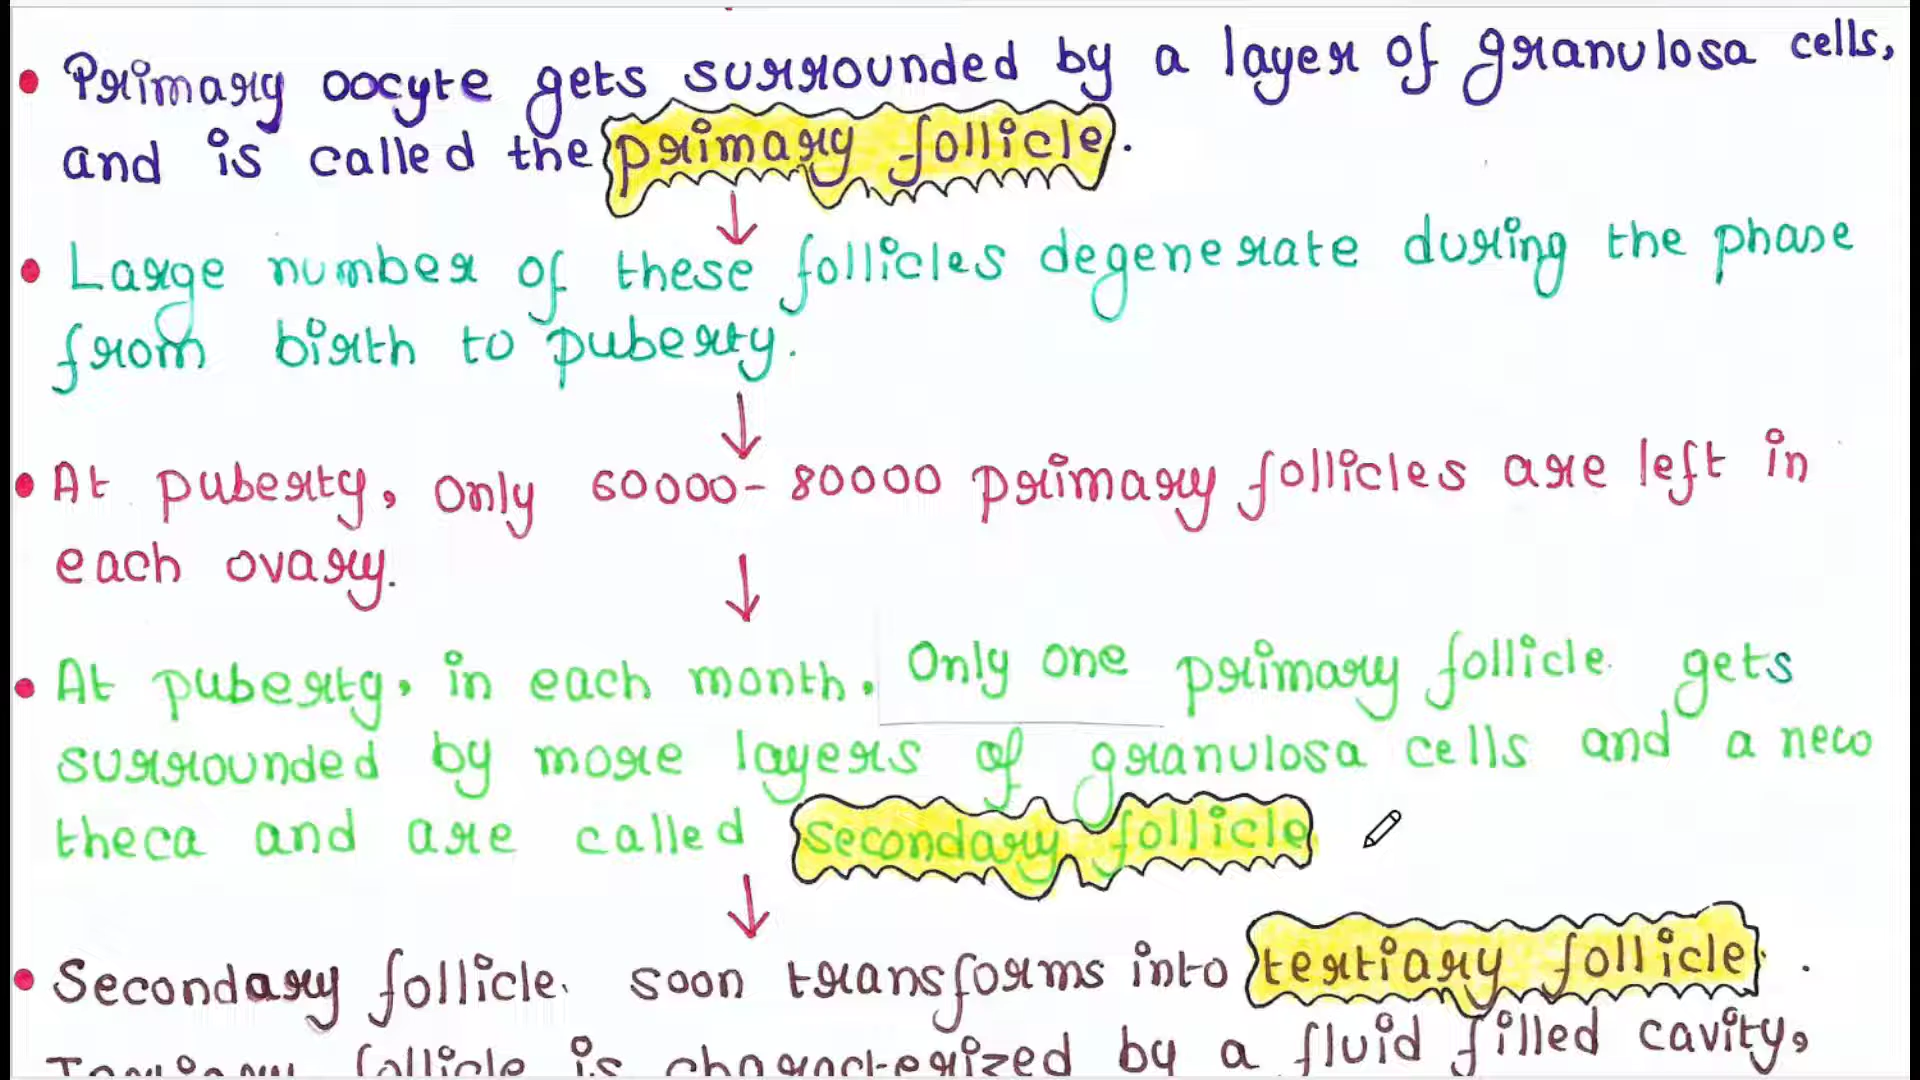 Primary oocyte gets surrounded by a layer of granulosa cells,
and is called the primary follicle.
Large number of these follicles degenerate during the phase
from birth to puberty.
At puberty, only 60000-80000 primary follicles are left in
each ovary.
At puberty, in each month, Only one primary follicle gets
surrounded by more layers of granulosa cells and a new
theca and are called secondary follicle
Secondary follicle soon transforms into tertiary follicle.
Tertiary follicle is characterized by a fluid filled cavity,